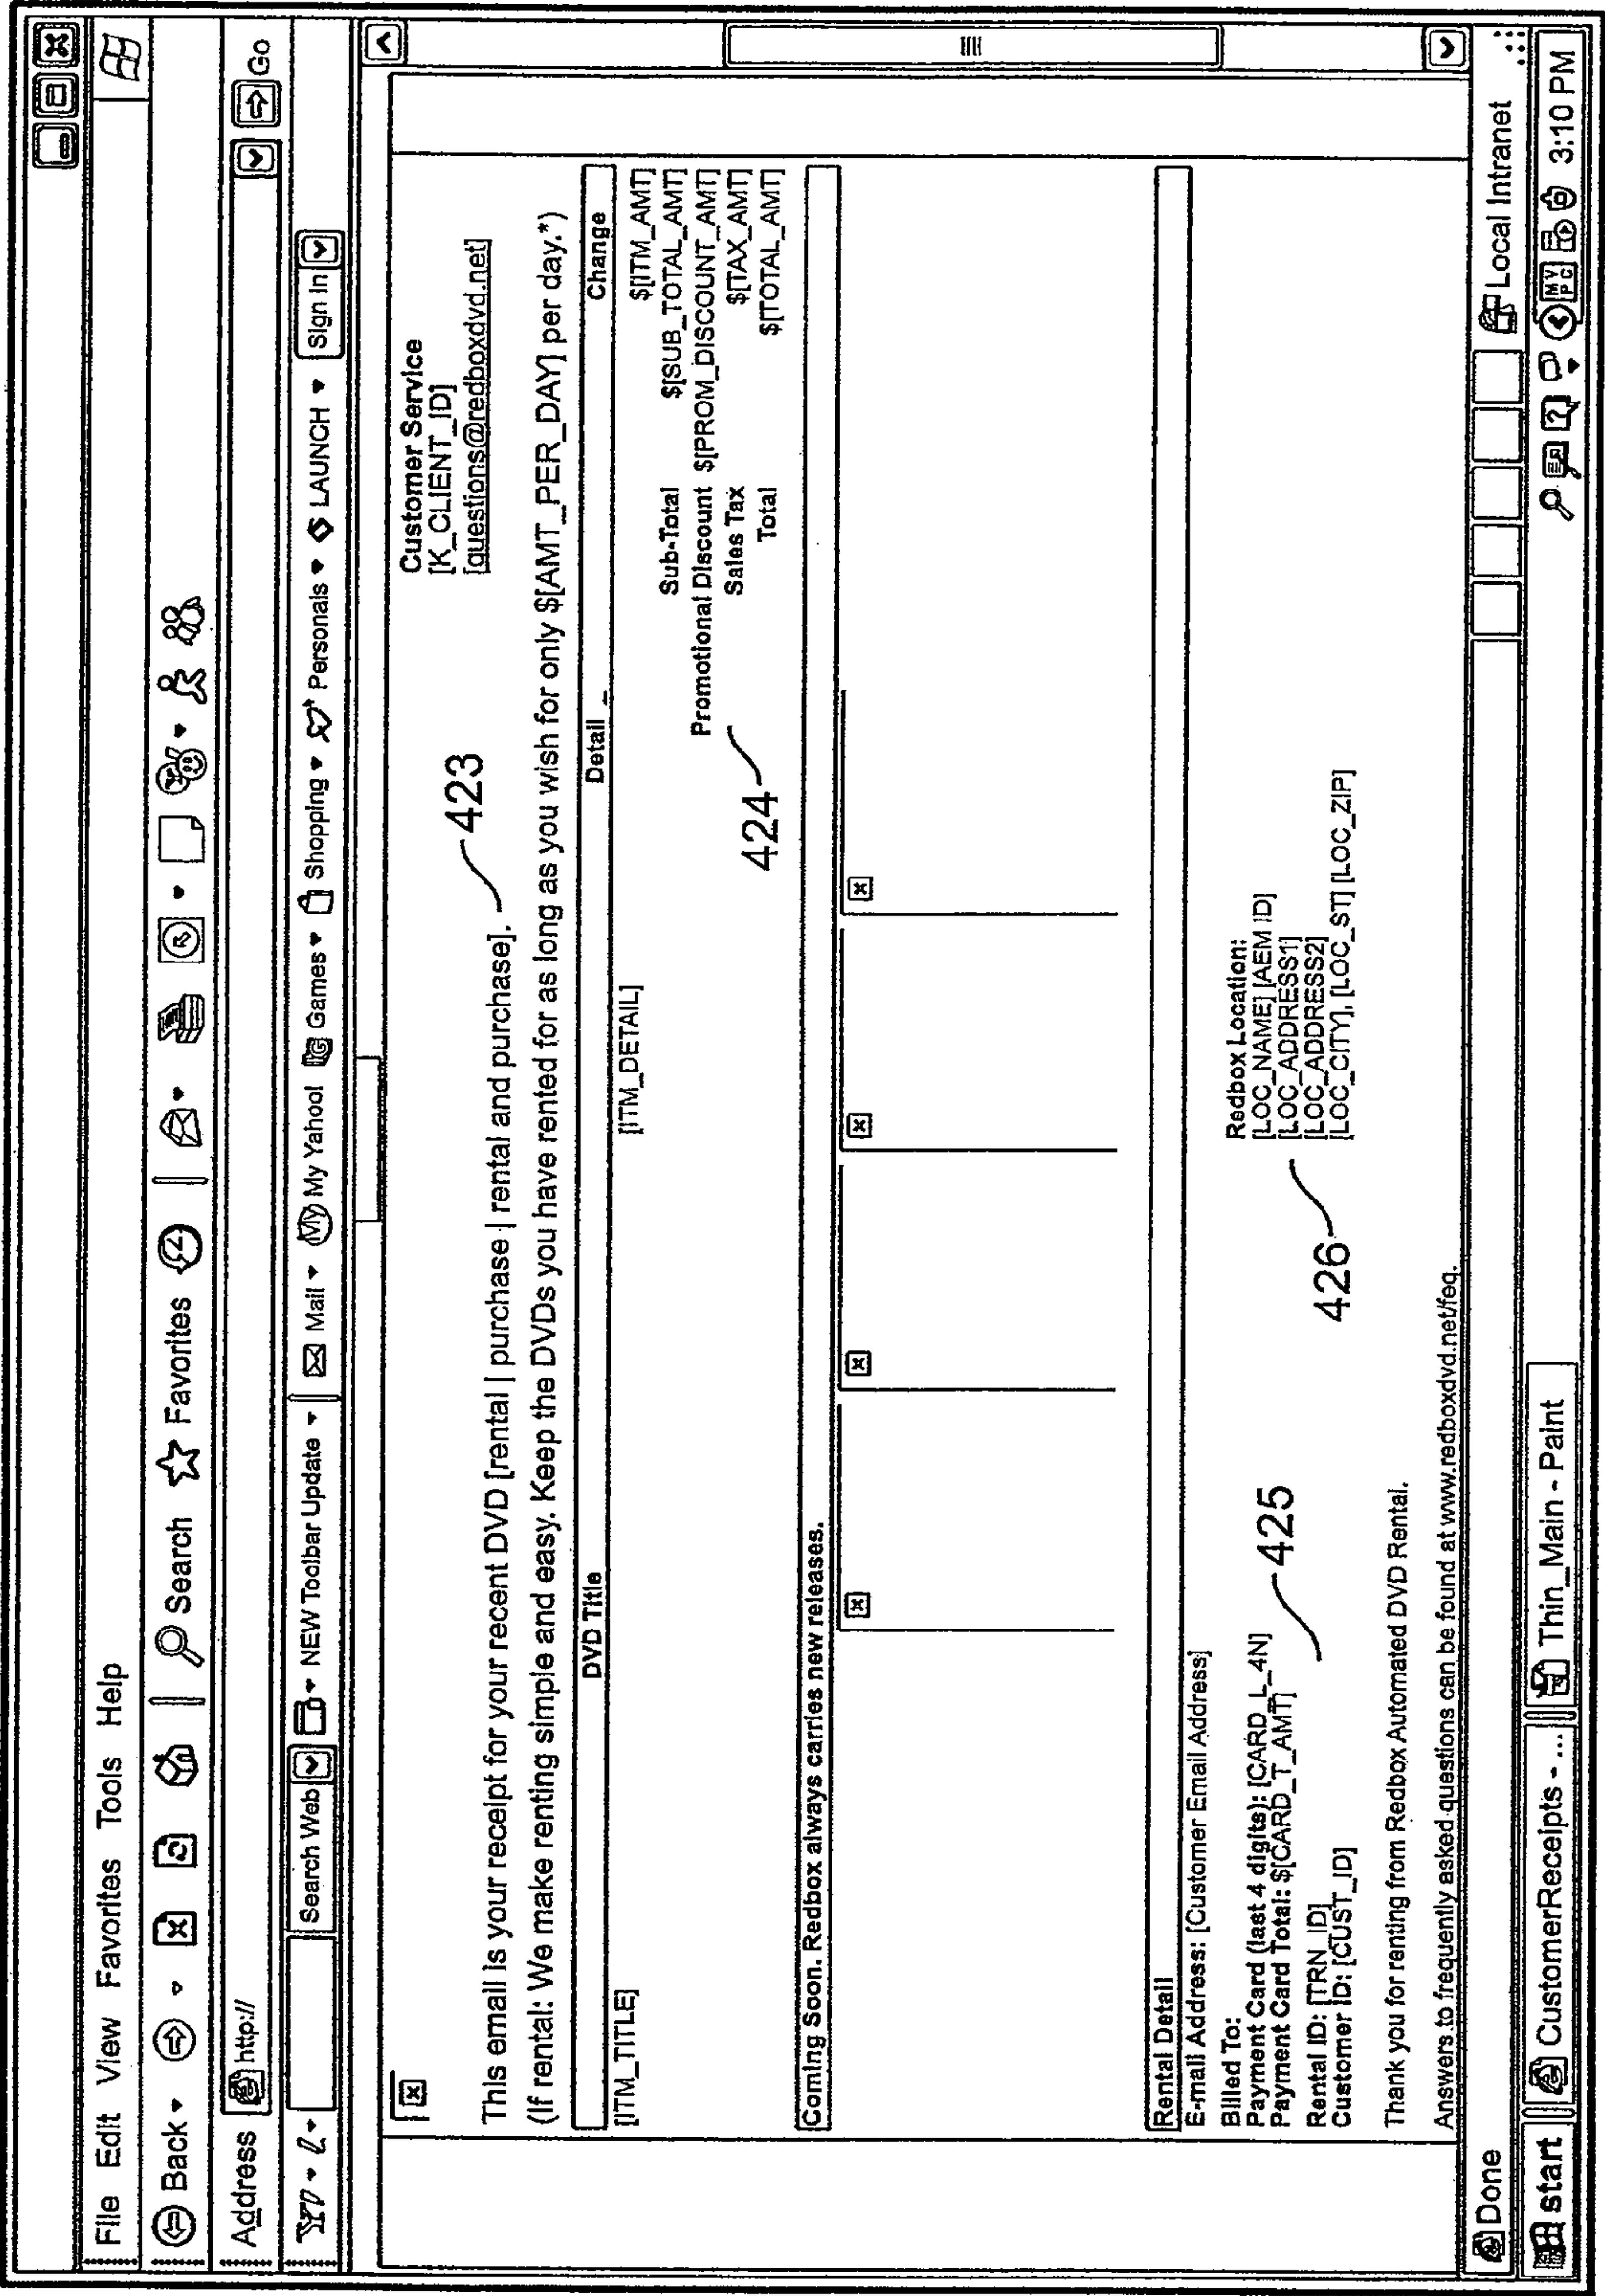 File Edit View Favorites Tools Help
Back Search Favorites
Address http:// Go
Search Web NEW Toolbar Update Mail My Yahoo! Games Shopping Personals LAUNCH Sign In
Customer Service
[K_CLIENT_ID]
[questions@redboxdvd.net]
This email is your receipt for your recent DVD [rental | purchase | rental and purchase].
423
(If rental: We make renting simple and easy. Keep the DVDs you have rented for as long as you wish for only $[AMT_PER_DAY] per day.*)
DVD Title Detail Change
[ITM_TITLE] [ITM_DETAIL] $[ITM_AMT]
Sub-Total $[SUB_TOTAL_AMT]
Promotional Discount $[PROM_DISCOUNT_AMT]
Sales Tax $[TAX_AMT]
Total $[TOTAL_AMT]
424
Coming Soon. Redbox always carries new releases.
Rental Detail
E-mail Address: [Customer Email Address]
Billed To:
Payment Card (last 4 digits): [CARD_L_4N]
Payment Card Total: $[CARD_T_AMT]
425
Rental ID: [TRN_ID]
Customer ID: [CUST_ID]
Redbox Location:
[LOC_NAME] [AEM ID]
[LOC_ADDRESS1]
[LOC_ADDRESS2]
[LOC_CITY], [LOC_ST] [LOC_ZIP]
426
Thank you for renting from Redbox Automated DVD Rental.
Answers to frequently asked questions can be found at www.redboxdvd.net/feq.
Done Local Intranet
start CustomerReceipts - ... Thin_Main - Paint MY PC 3:10 PM